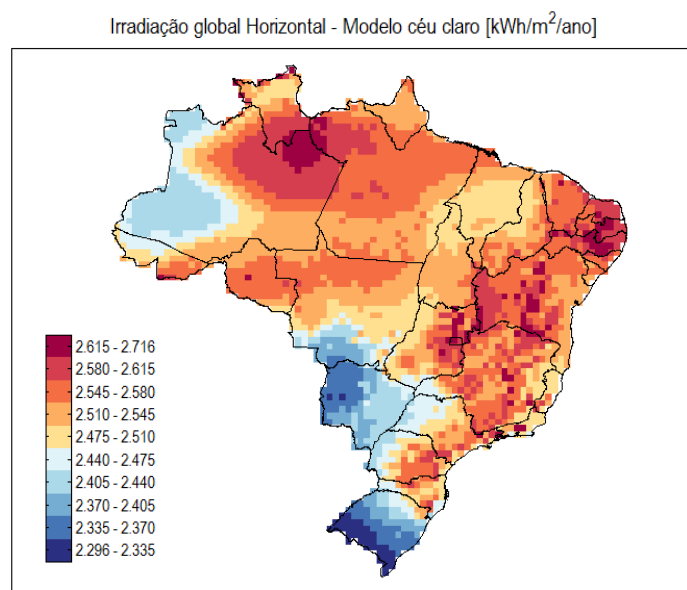 Irradiação global Horizontal - Modelo céu claro [kWh/m²/ano]
2.615 - 2.716
2.580 - 2.615
2.545 - 2.580
2.510 - 2.545
2.475 - 2.510
2.440 - 2.475
2.405 - 2.440
2.370 - 2.405
2.335 - 2.370
2.296 - 2.335